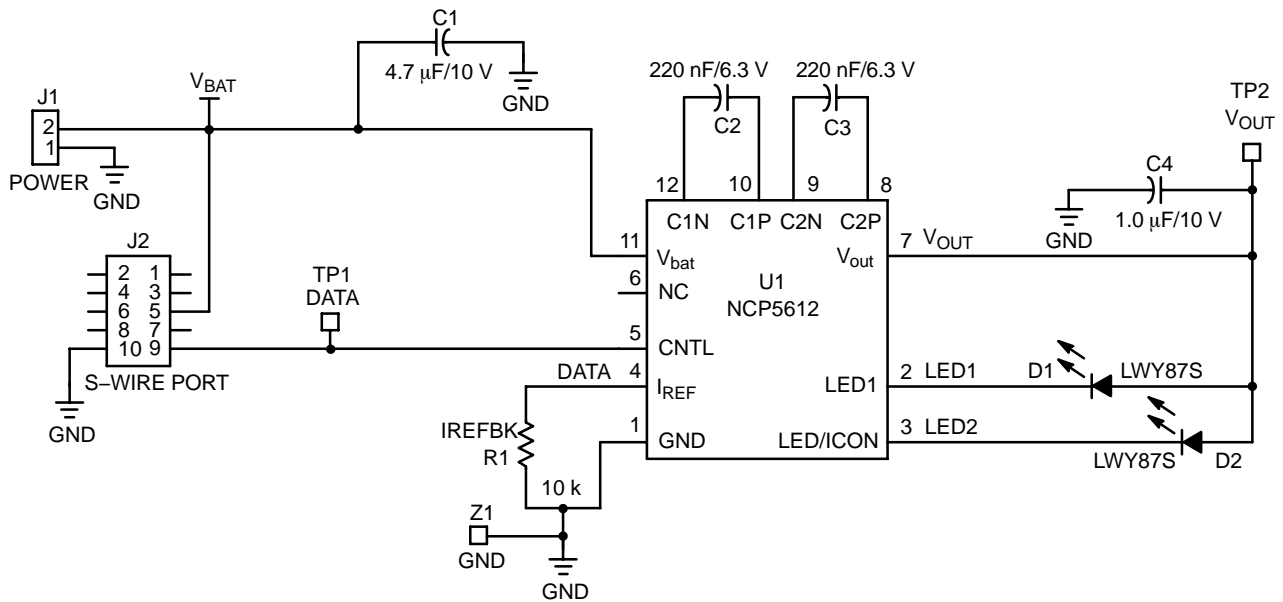 C1
4.7 μF/10 V
GND
V_BAT
J1
2
1
POWER
GND
220 nF/6.3 V 220 nF/6.3 V
C2 C3
TP2
V_OUT
C4
1.0 μF/10 V
GND
12 10 9 8
C1N C1P C2N C2P
11 V_bat
V_out 7 V_OUT
6 NC
U1
NCP5612
J2
2 1
4 3
6 5
8 7
10 9
S–WIRE PORT
GND
TP1
DATA
5 CNTL
DATA 4 I_REF
LED1 2 LED1
D1 LWY87S
1 GND
LED/ICON 3 LED2
LWY87S D2
IREFBK
R1
10 k
Z1
GND
GND